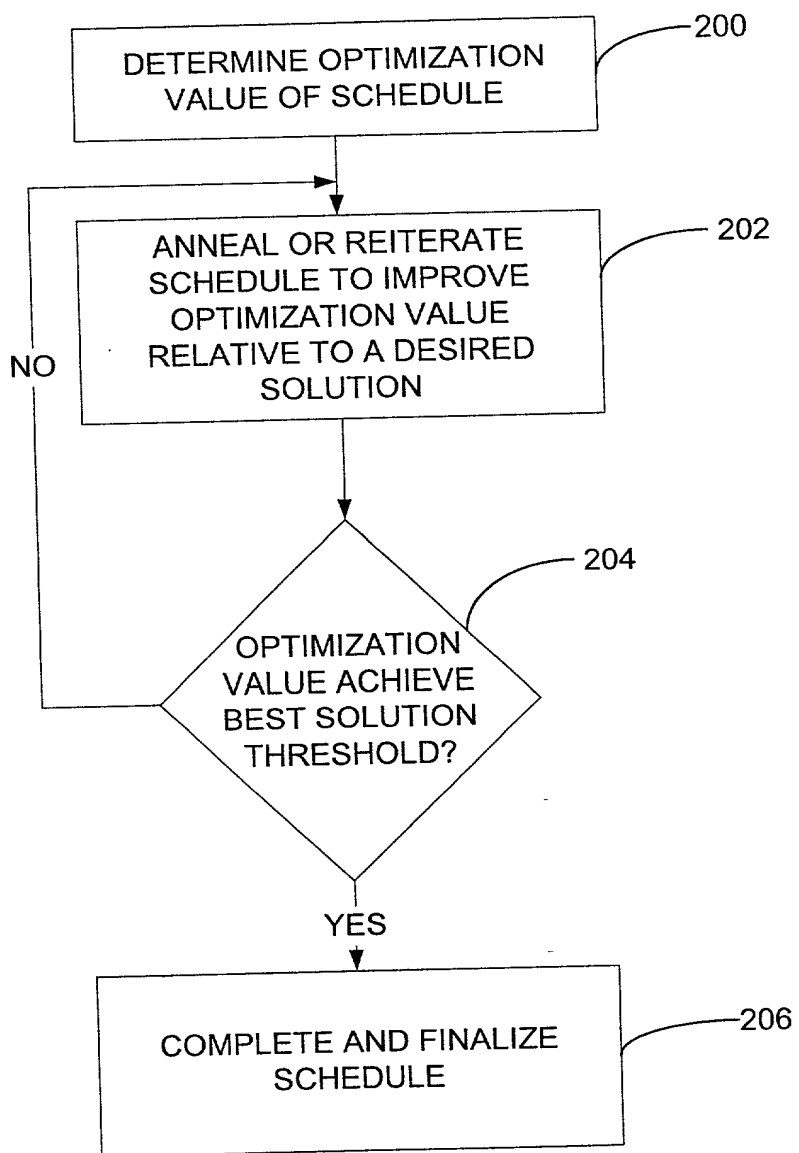 200
DETERMINE OPTIMIZATION
VALUE OF SCHEDULE
202
ANNEAL OR REITERATE
SCHEDULE TO IMPROVE
OPTIMIZATION VALUE
RELATIVE TO A DESIRED
SOLUTION
NO
204
OPTIMIZATION
VALUE ACHIEVE
BEST SOLUTION
THRESHOLD?
YES
206
COMPLETE AND FINALIZE
SCHEDULE